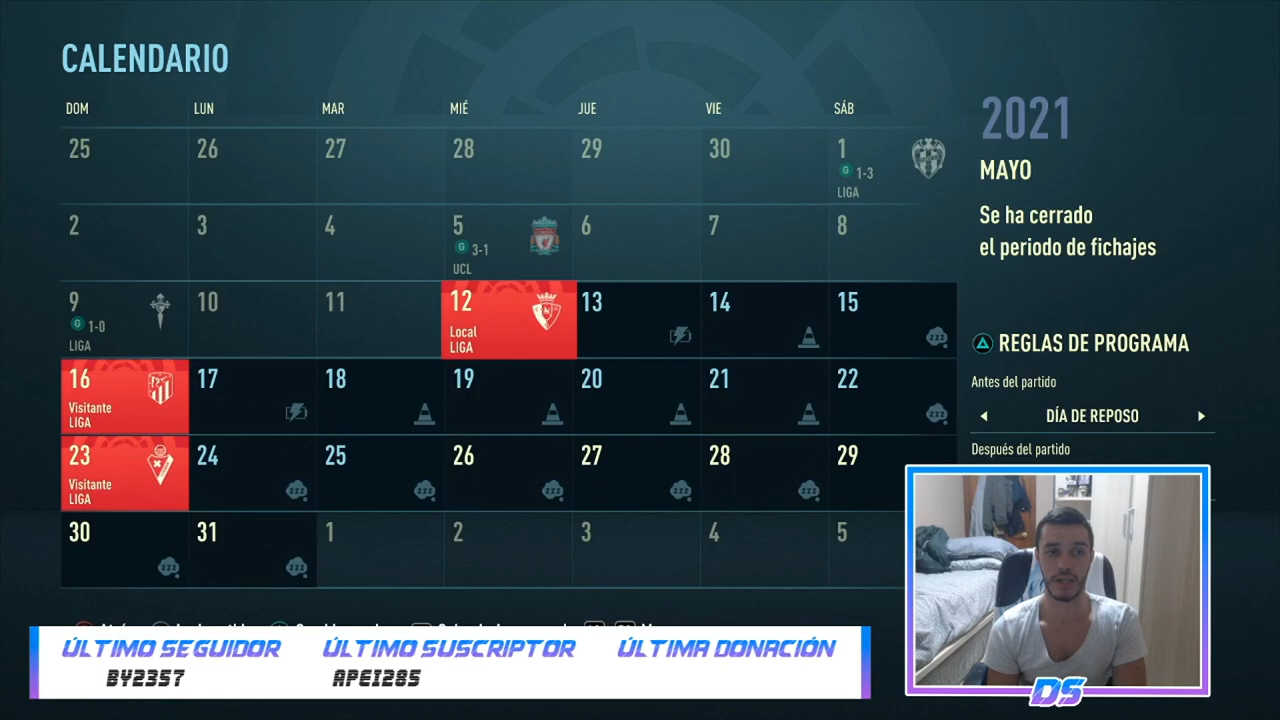 CALENDARIO
DOM LUN MAR MIÉ JUE VIE SÁB
25 26 27 28 29 30 1
G 1-3
LIGA
2 3 4 5 6 7 8
G 3-1
UCL
9 10 11 12 13 14 15
G 1-0
LIGA
Local
LIGA
16 17 18 19 20 21 22
Visitante
LIGA
23 24 25 26 27 28 29
Visitante
LIGA
30 31 1 2 3 4 5
2021
MAYO
Se ha cerrado
el periodo de fichajes
REGLAS DE PROGRAMA
Antes del partido
DÍA DE REPOSO
Después del partido
ÚLTIMO SEGUIDOR ÚLTIMO SUSCRIPTOR ÚLTIMA DONACIÓN
BY2357 APEI285
DS